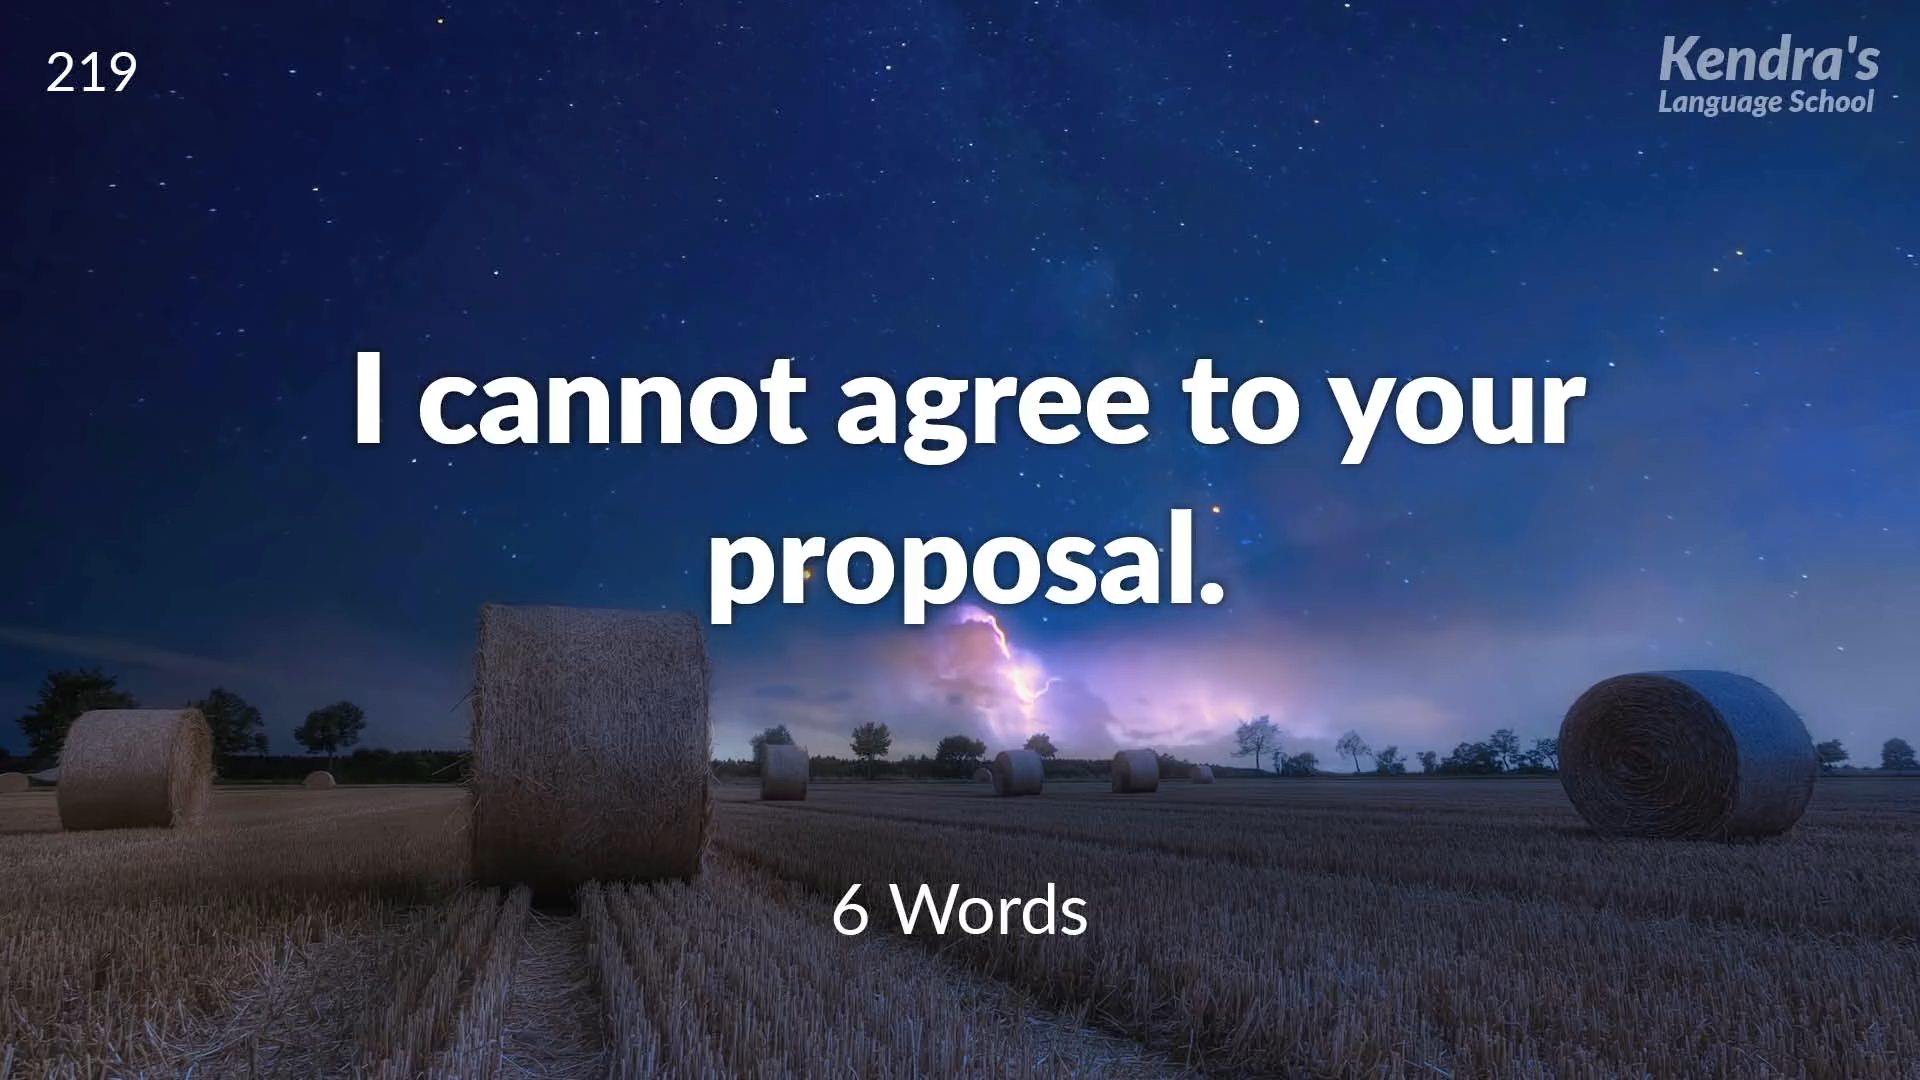 219
Kendra's
Language School
I cannot agree to your
proposal.
6 Words